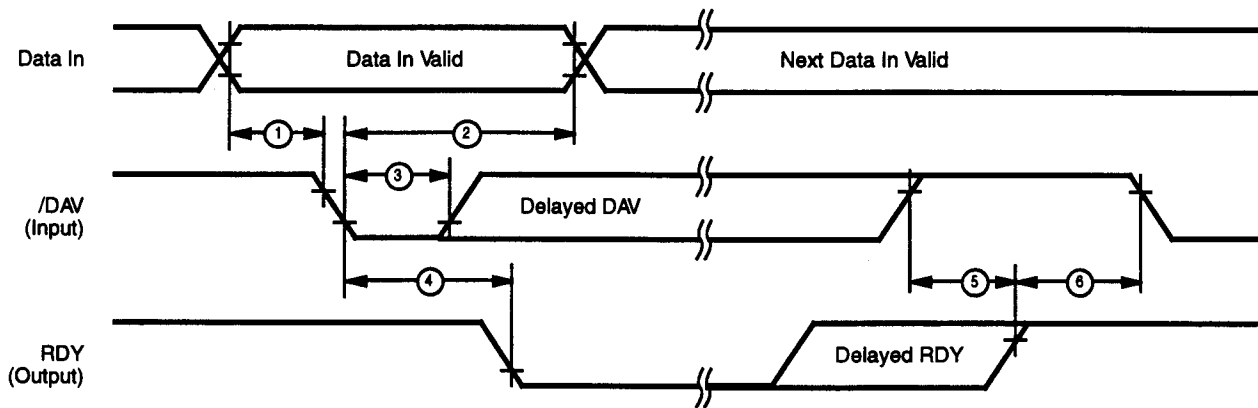 Data In
Data In Valid
Next Data In Valid
1
2
3
/DAV
(Input)
Delayed DAV
4
5
6
RDY
(Output)
Delayed RDY